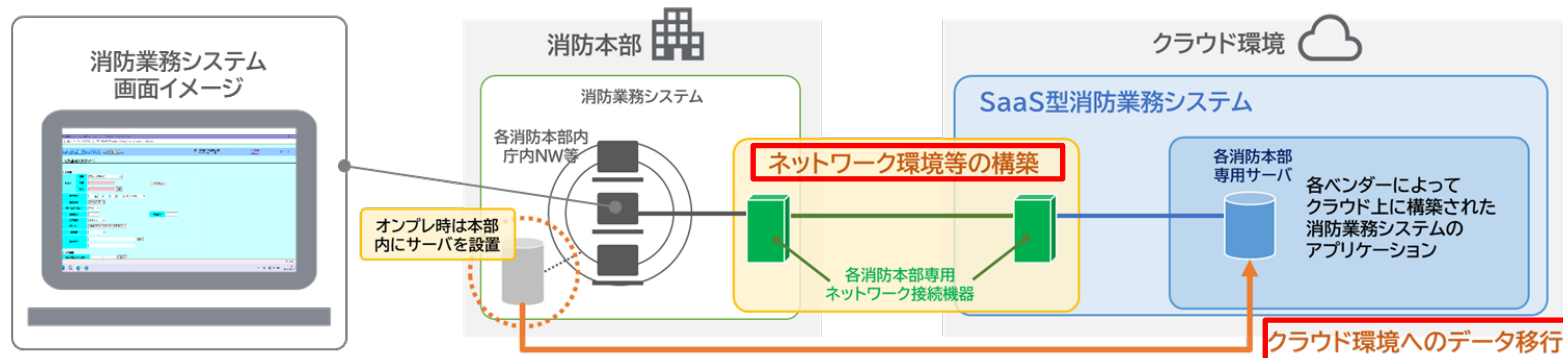 消防業務システム
画面イメージ
消防本部
消防業務システム
各消防本部内
庁内NW等
オンプレ時は本部
内にサーバを設置
ネットワーク環境等の構築
各消防本部専用
ネットワーク接続機器
クラウド環境
SaaS型消防業務システム
各消防本部
専用サーバ
各ベンダーによって
クラウド上に構築された
消防業務システムの
アプリケーション
クラウド環境へのデータ移行